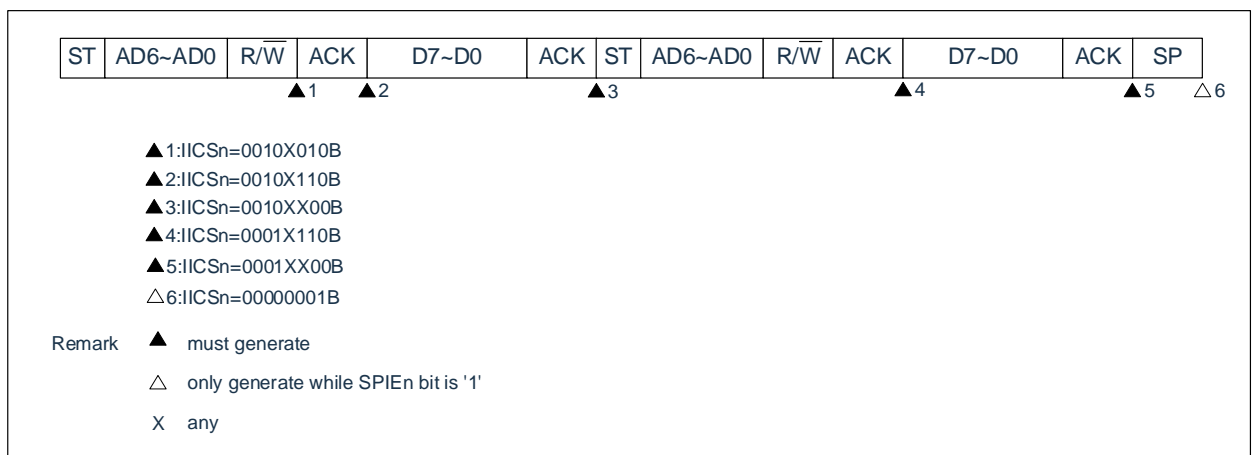 ST AD6~AD0 R/W̅ ACK D7~D0 ACK ST AD6~AD0 R/W̅ ACK D7~D0 ACK SP
▲1 ▲2 ▲3 ▲4 ▲5 △6
▲1:IICSn=0010X010B
▲2:IICSn=0010X110B
▲3:IICSn=0010XX00B
▲4:IICSn=0001X110B
▲5:IICSn=0001XX00B
△6:IICSn=00000001B
Remark ▲ must generate
△ only generate while SPIEn bit is '1'
X any